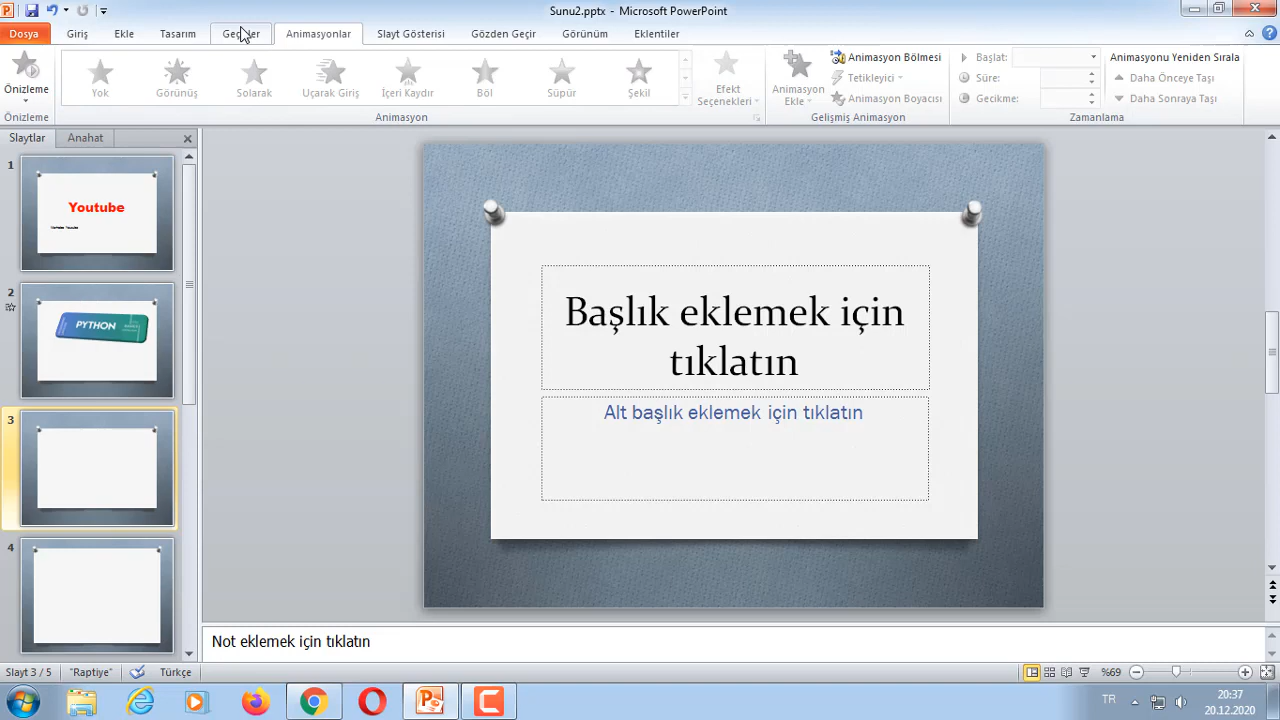 Sunu2.pptx - Microsoft PowerPoint
Dosya Giriş Ekle Tasarım Animasyonlar Slayt Gösterisi Gözden Geçir Görünüm Eklentiler
Önizleme
Önizleme
Yok Görünüş Solarak Uçarak Giriş İçeri Kaydır Böl Süpür Şekil
Efekt Seçenekleri
Animasyon
Animasyon Ekle
Animasyon Bölmesi
Tetikleyici
Animasyon Boyacısı
Gelişmiş Animasyon
Başlat:
Süre:
Gecikme:
Animasyonu Yeniden Sırala
Daha Önceye Taşı
Daha Sonraya Taşı
Zamanlama
Slaytlar Anahat
1
Youtube
2
PYTHON
3
4
Başlık eklemek için
tıklatın
Alt başlık eklemek için tıklatın
Not eklemek için tıklatın
Slayt 3 / 5 "Raptiye" Türkçe %69
TR 20:37
20.12.2020